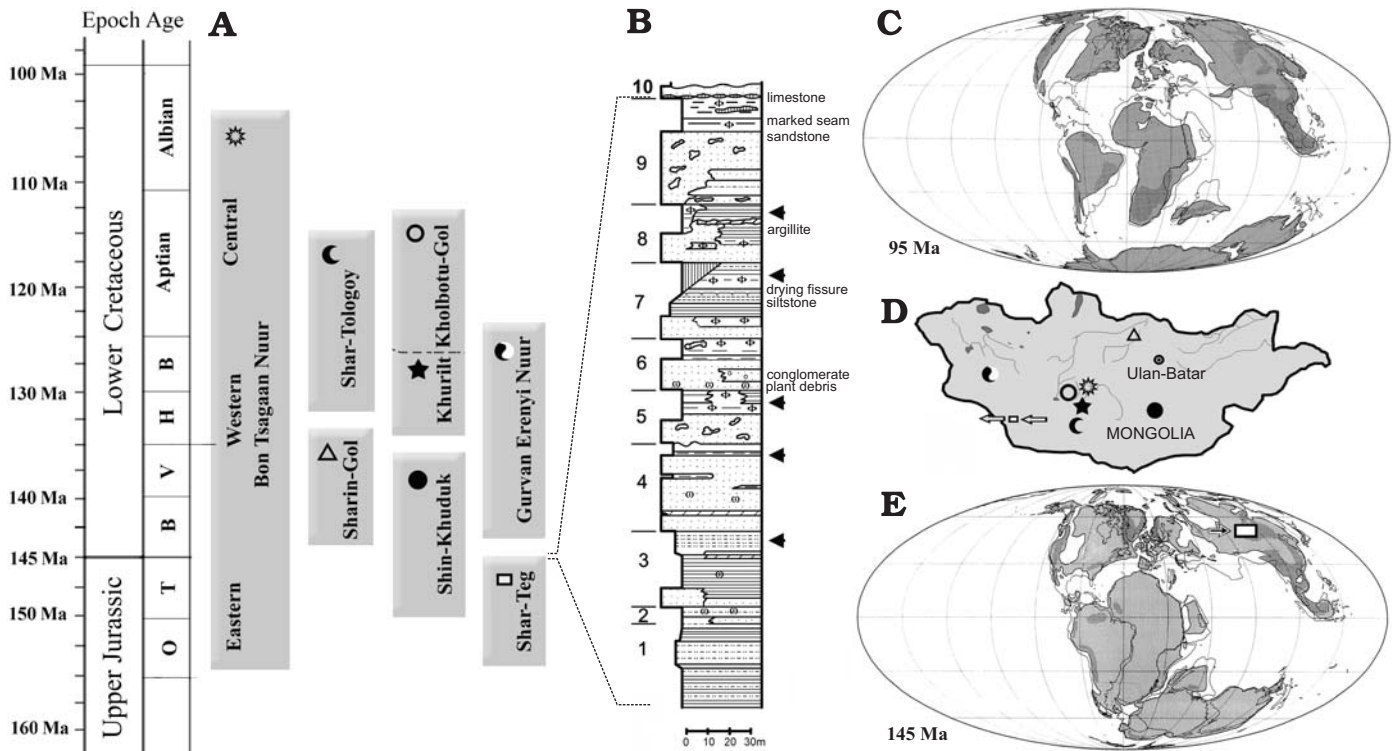 Epoch Age
A
100 Ma
110 Ma
120 Ma
130 Ma
140 Ma
145 Ma
150 Ma
160 Ma
Lower Cretaceous
Upper Jurassic
Albian
Aptian
B
H
V
B
T
O
Central
Western
Eastern
Bon Tsagaan Nuur
Shar-Tologoy
Sharin-Gol
Kholbotu-Gol
Khurilt
Shin-Khuduk
Gurvan Erenyi Nuur
Shar-Teg
B
10
9
8
7
6
5
4
3
2
1
limestone
marked seam
sandstone
argillite
drying fissure
siltstone
conglomerate
plant debris
0 10 20 30m
C
95 Ma
D
Ulan-Batar
MONGOLIA
E
145 Ma